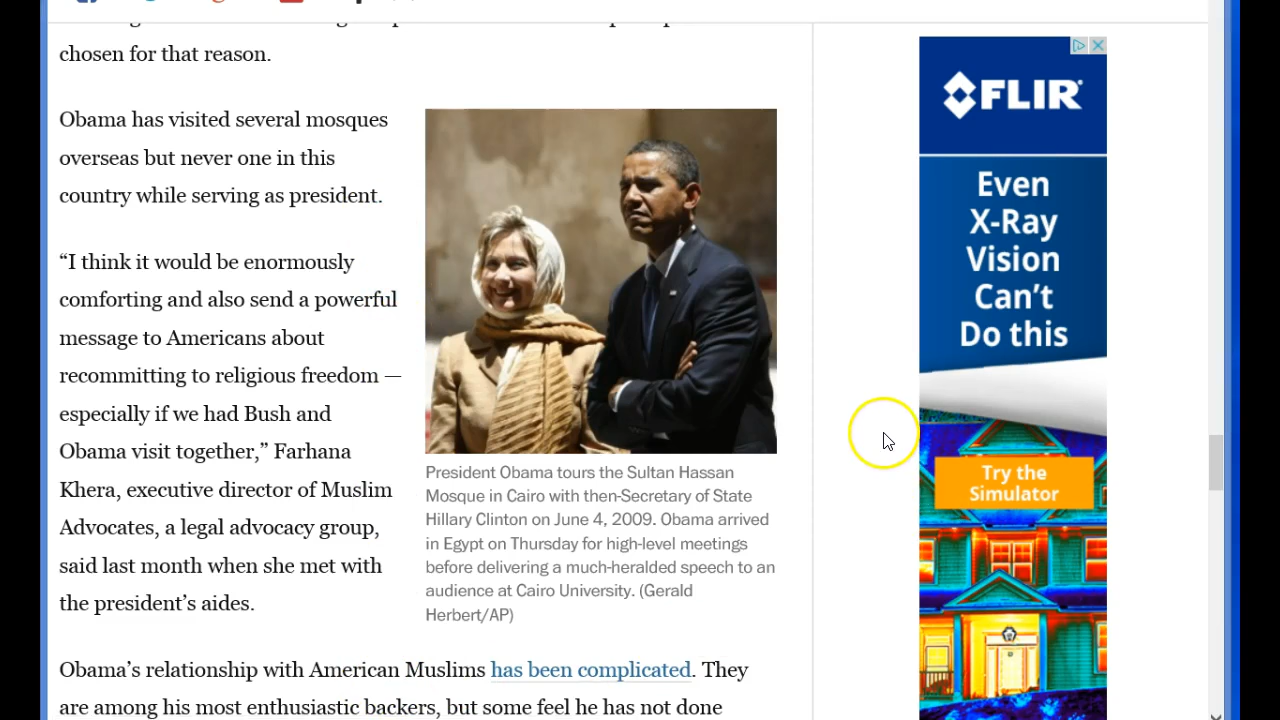 chosen for that reason.
Obama has visited several mosques
overseas but never one in this
country while serving as president.
“I think it would be enormously
comforting and also send a powerful
message to Americans about
recommitting to religious freedom —
especially if we had Bush and
Obama visit together,” Farhana
Khera, executive director of Muslim
Advocates, a legal advocacy group,
said last month when she met with
the president’s aides.
President Obama tours the Sultan Hassan
Mosque in Cairo with then-Secretary of State
Hillary Clinton on June 4, 2009. Obama arrived
in Egypt on Thursday for high-level meetings
before delivering a much-heralded speech to an
audience at Cairo University. (Gerald
Herbert/AP)
Obama’s relationship with American Muslims has been complicated. They
are among his most enthusiastic backers, but some feel he has not done
FLIR
Even
X-Ray
Vision
Can’t
Do this
Try the
Simulator